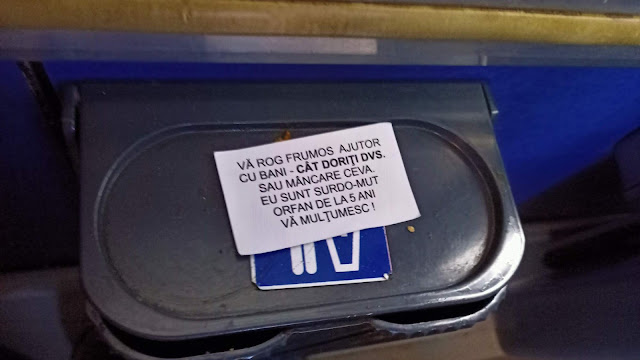 VĂ ROG FRUMOS AJUTOR
CU BANI - CÂT DORIȚI DVS.
SAU MÂNCARE CEVA.
EU SUNT SURDO-MUT
ORFAN DE LA 5 ANI
VĂ MULȚUMESC !